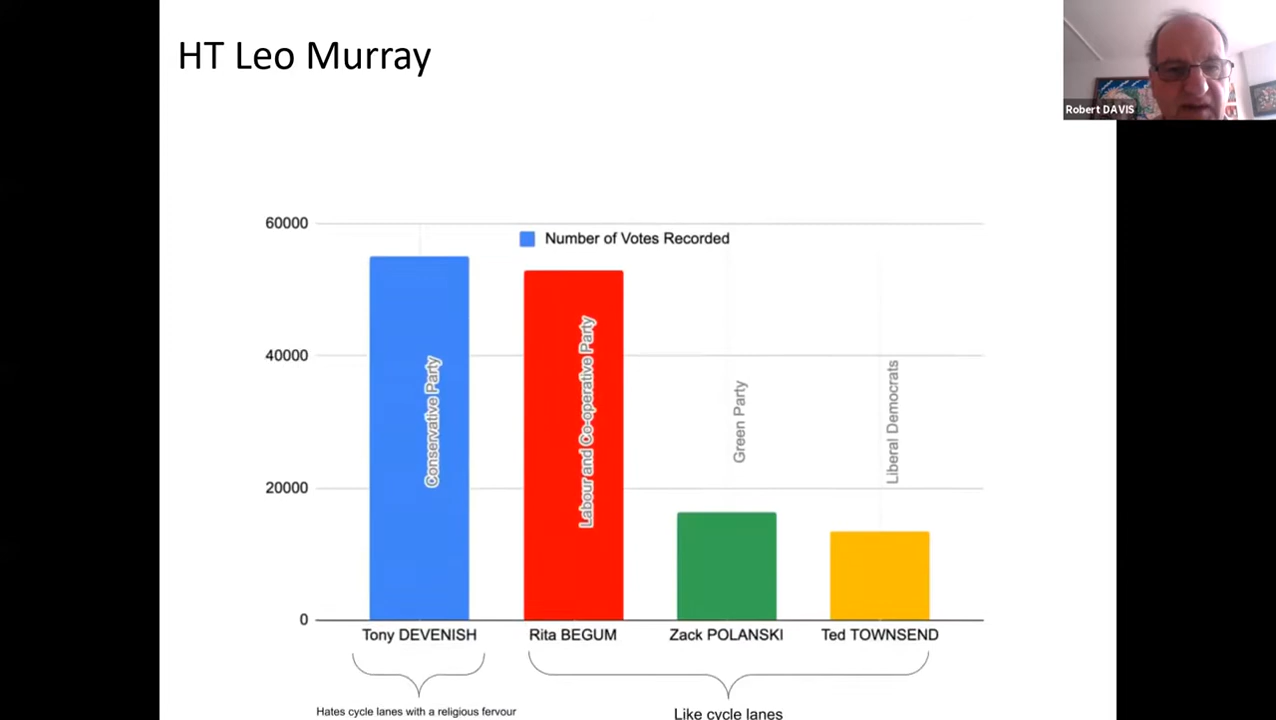 HT Leo Murray
Robert DAVIS
60000
Number of Votes Recorded
40000
20000
0
Conservative Party
Labour and Co-operative Party
Green Party
Liberal Democrats
Tony DEVENISH
Rita BEGUM
Zack POLANSKI
Ted TOWNSEND
Hates cycle lanes with a religious fervour
Like cycle lanes